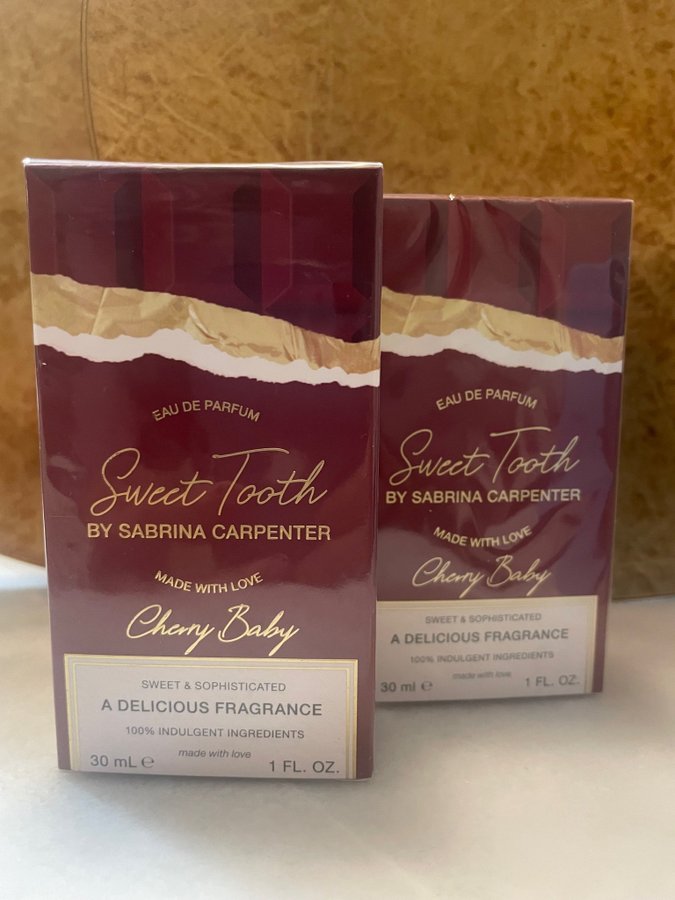 EAU DE PARFUM
Sweet Tooth
BY SABRINA CARPENTER
MADE WITH LOVE
Cherry Baby
SWEET & SOPHISTICATED
A DELICIOUS FRAGRANCE
100% INDULGENT INGREDIENTS
made with love
30 mL ℮ 1 FL. OZ.
EAU DE PARFUM
Sweet Tooth
BY SABRINA CARPENTER
MADE WITH LOVE
Cherry Baby
SWEET & SOPHISTICATED
A DELICIOUS FRAGRANCE
100% INDULGENT INGREDIENTS
made with love
30 ml ℮ 1 FL. OZ.